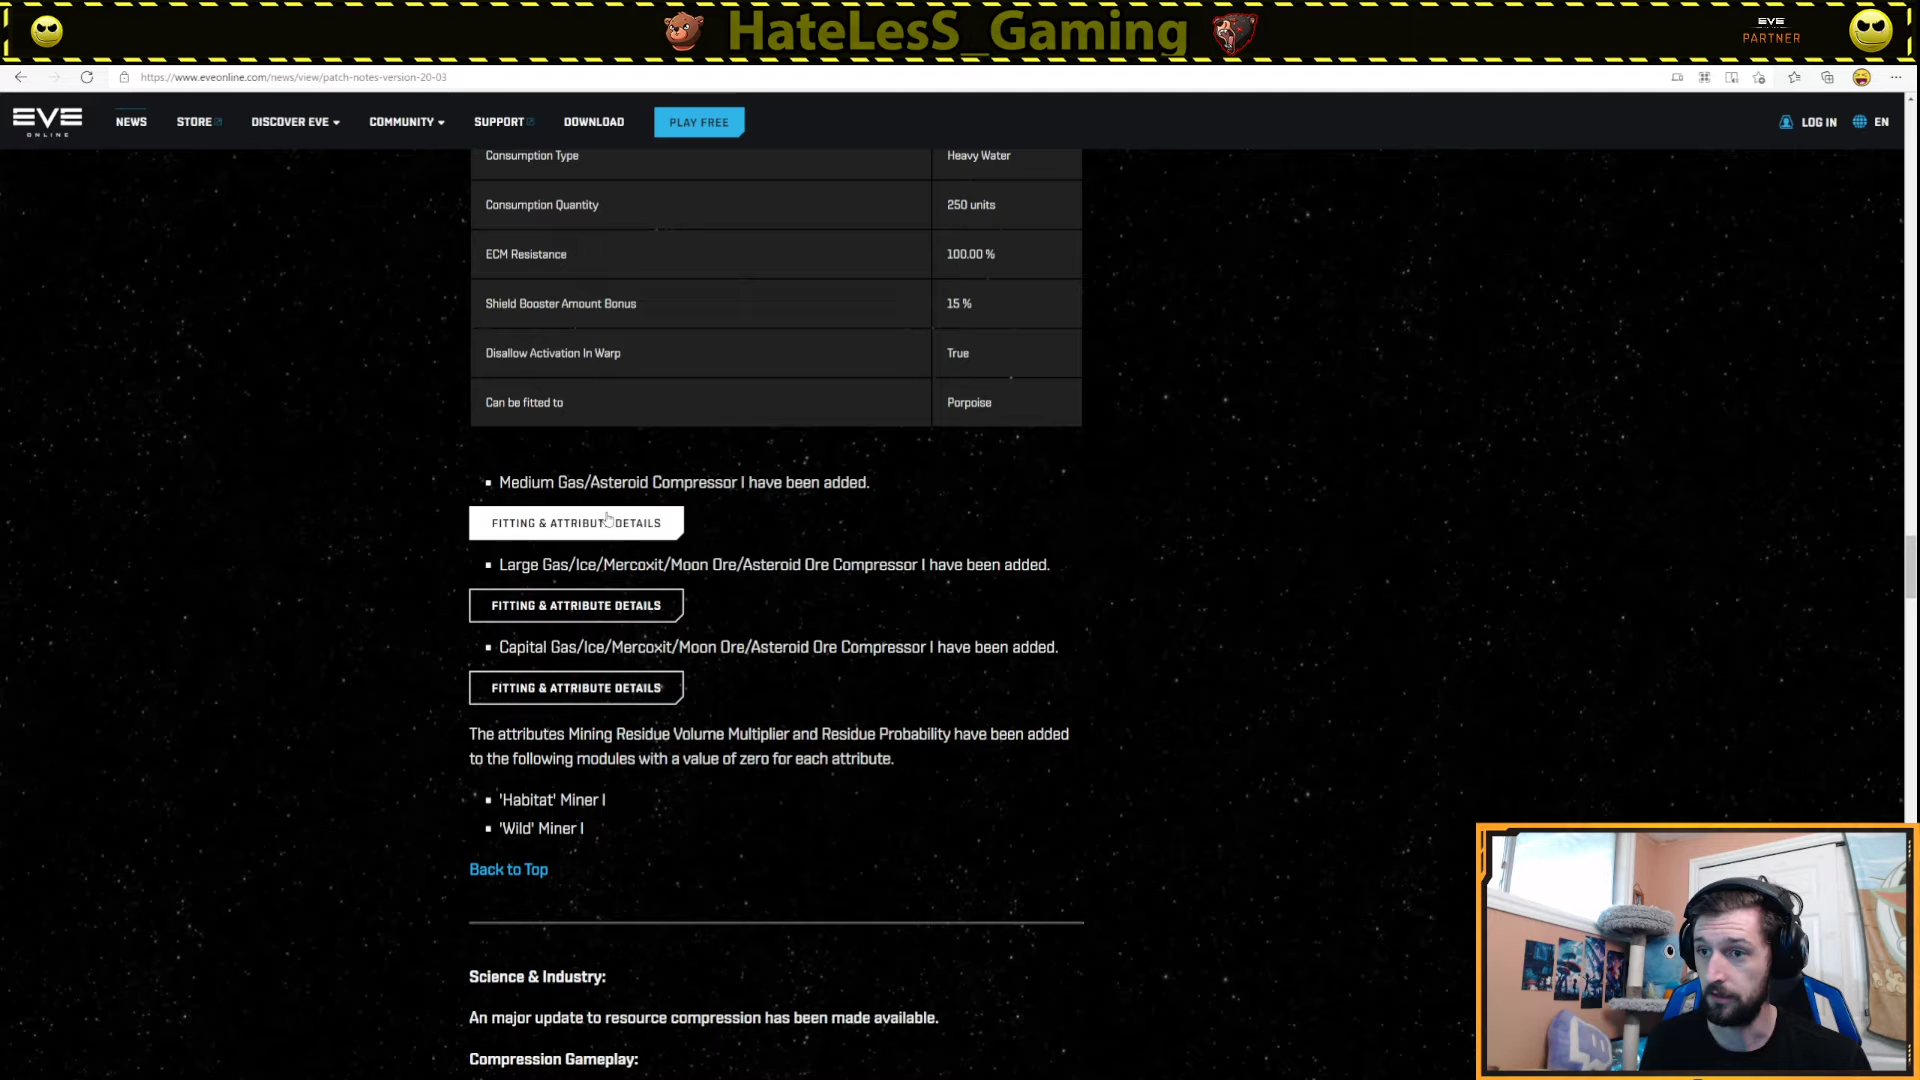 HateLesS_Gaming
EVE
PARTNER
https://www.eveonline.com/news/view/patch-notes-version-20-03
EVE
ONLINE
NEWS
STORE
DISCOVER EVE
COMMUNITY
SUPPORT
DOWNLOAD
PLAY FREE
LOG IN
EN
Consumption Type Heavy Water
Consumption Quantity 250 units
ECM Resistance 100.00 %
Shield Booster Amount Bonus 15 %
Disallow Activation In Warp True
Can be fitted to Porpoise
▪ Medium Gas/Asteroid Compressor I have been added.
FITTING & ATTRIBUTE DETAILS
▪ Large Gas/Ice/Mercoxit/Moon Ore/Asteroid Ore Compressor I have been added.
FITTING & ATTRIBUTE DETAILS
▪ Capital Gas/Ice/Mercoxit/Moon Ore/Asteroid Ore Compressor I have been added.
FITTING & ATTRIBUTE DETAILS
The attributes Mining Residue Volume Multiplier and Residue Probability have been added
to the following modules with a value of zero for each attribute.
▪ 'Habitat' Miner I
▪ 'Wild' Miner I
Back to Top
Science & Industry:
An major update to resource compression has been made available.
Compression Gameplay: